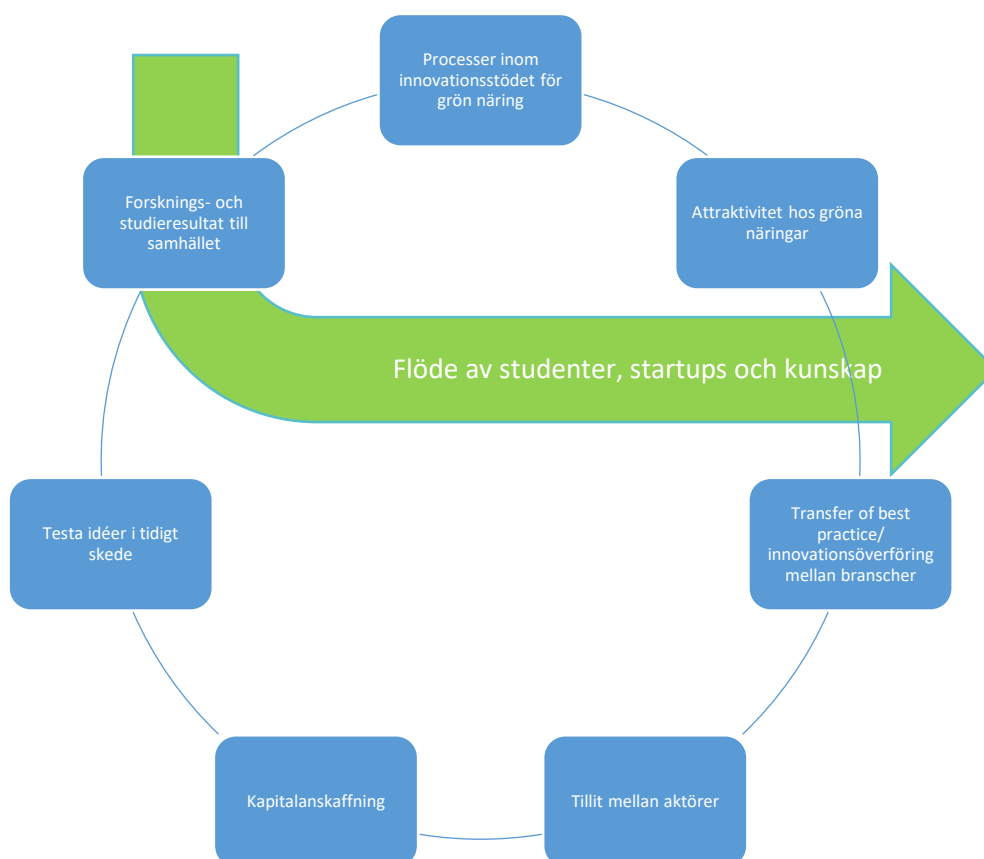 Processer inom
innovationsstödet för
grön näring
Forsknings- och
studieresultat till
samhället
Attraktivitet hos gröna
näringar
Flöde av studenter, startups och kunskap
Testa idéer i tidigt
skede
Transfer of best
practice/
innovationsöverföring
mellan branscher
Kapitalanskaffning
Tillit mellan aktörer